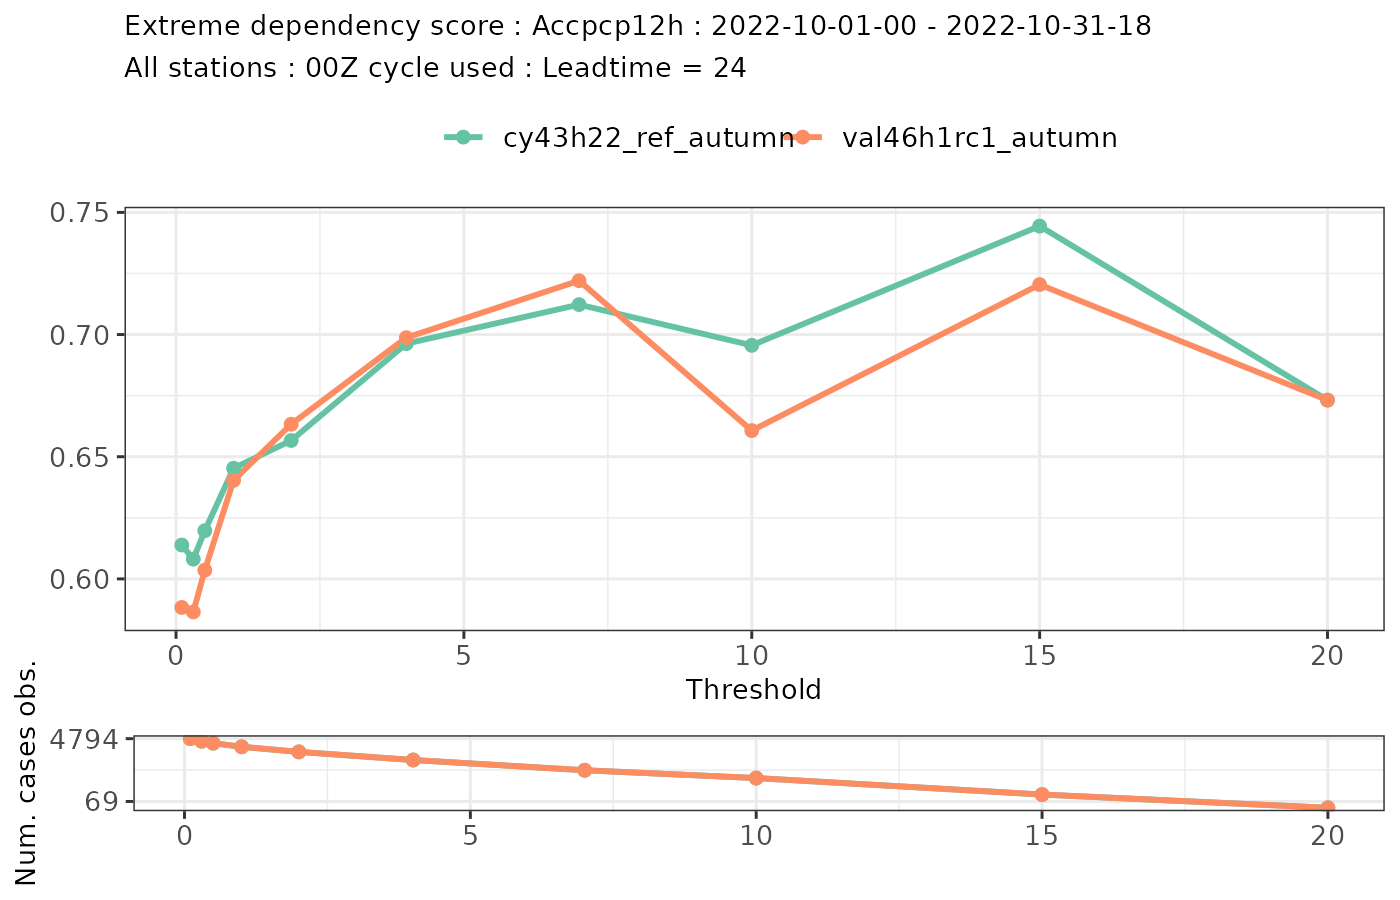 Extreme dependency score : Accpcp12h : 2022-10-01-00 - 2022-10-31-18
All stations : 00Z cycle used : Leadtime = 24
cy43h22_ref_autumn val46h1rc1_autumn
0.75
0.70
0.65
0.60
0 5 10 15 20
Threshold
Num. cases obs.
4794
69
0 5 10 15 20